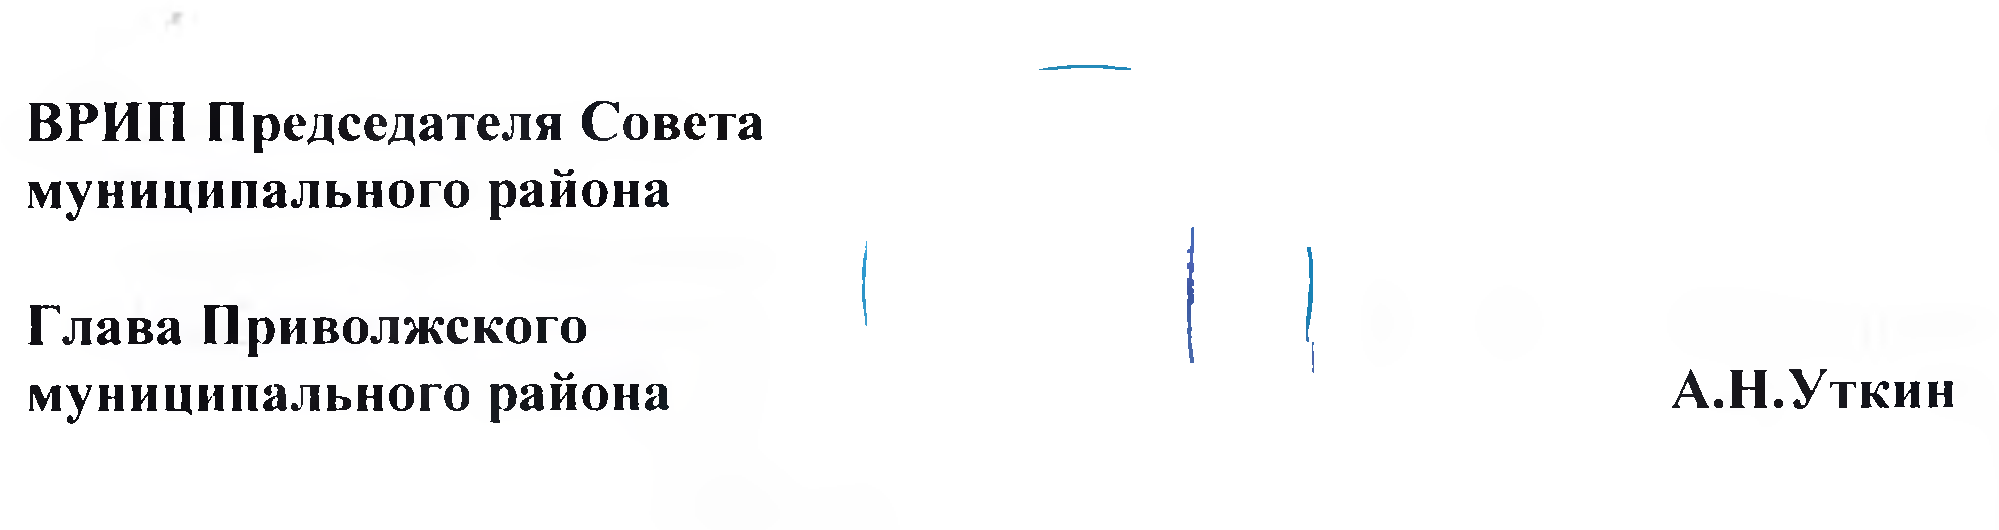 ВРИП Председателя Совета
муниципального района
Глава Приволжского
муниципального района
А.Н.Уткин